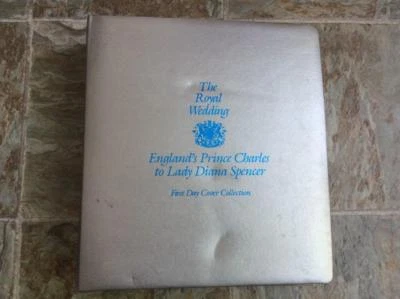 The
Royal
Wedding
England's Prince Charles
to Lady Diana Spencer
First Day Cover Collection